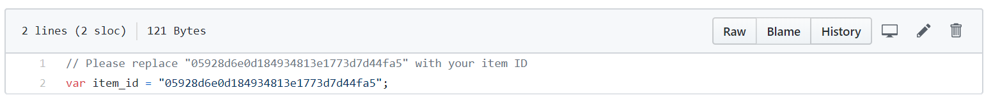 2 lines (2 sloc) 121 Bytes Raw Blame History
1 // Please replace "05928d6e0d184934813e1773d7d44fa5" with your item ID
2 var item_id = "05928d6e0d184934813e1773d7d44fa5";